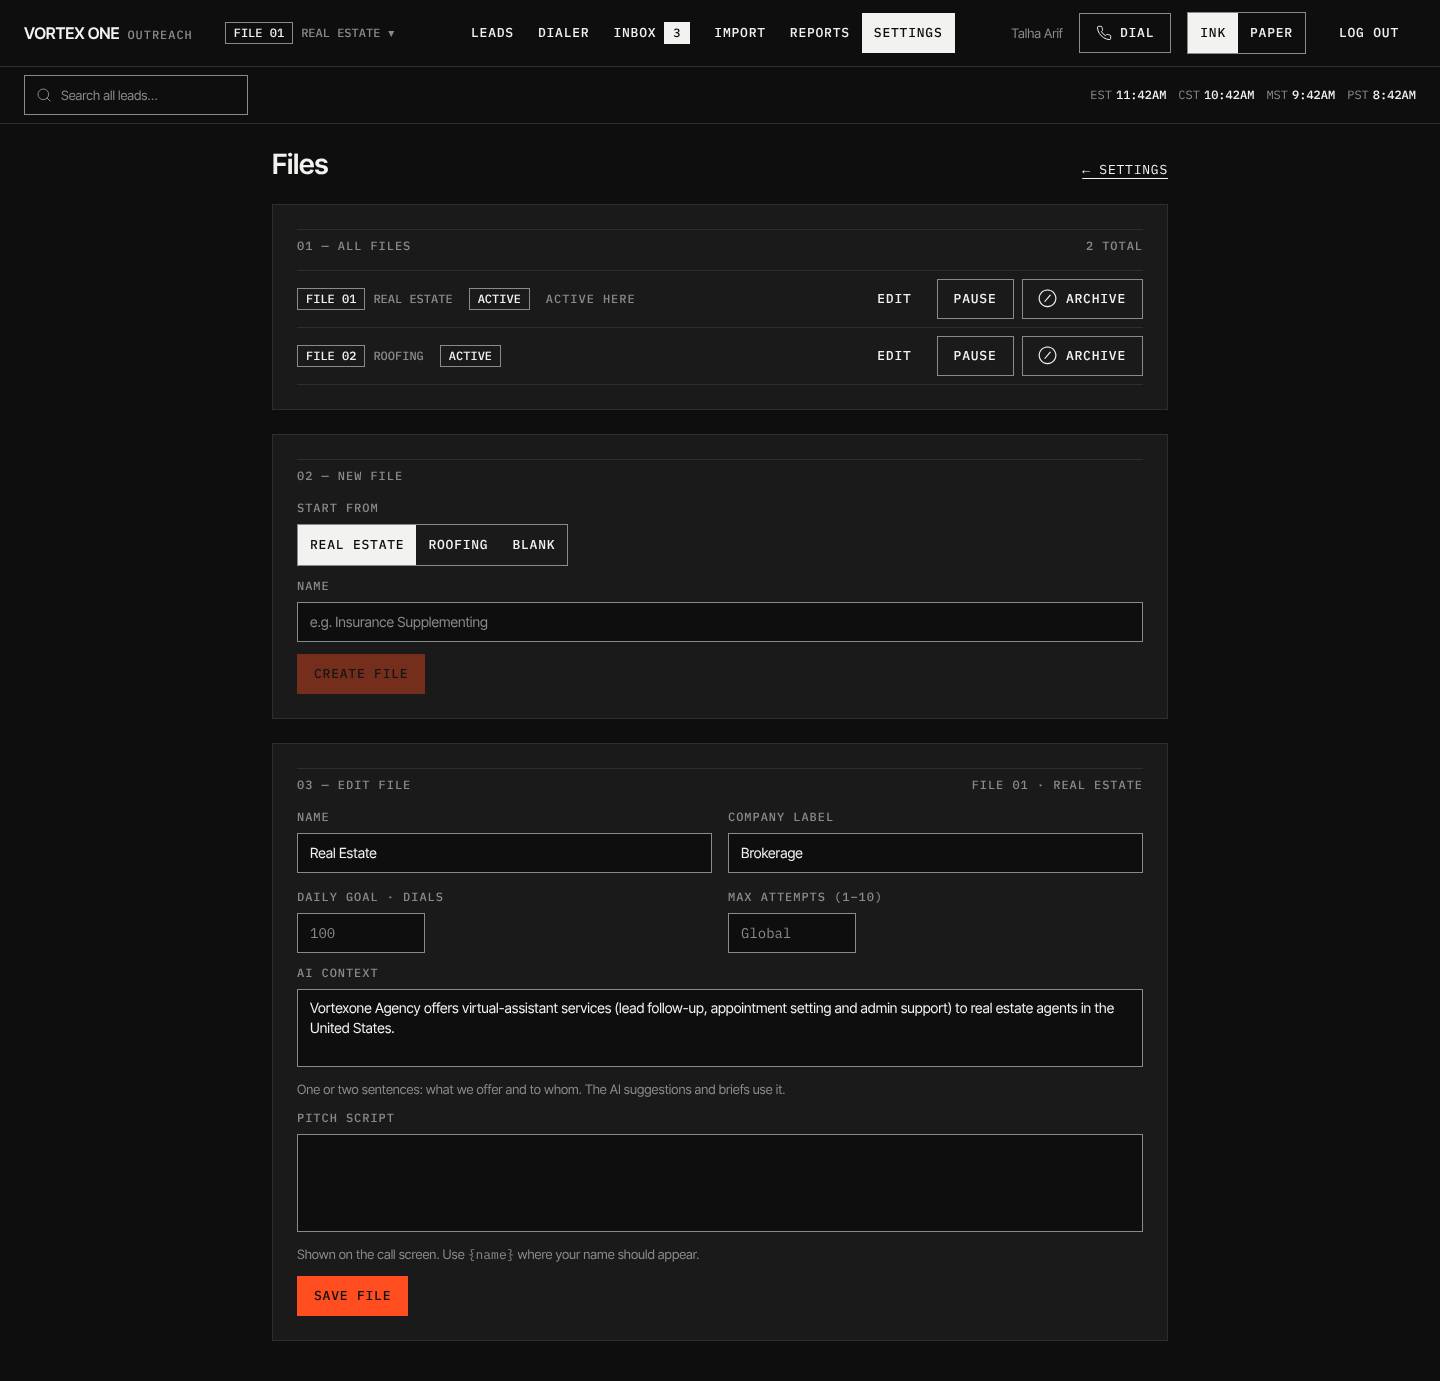 VORTEX ONE OUTREACH FILE 01 REAL ESTATE ▼ LEADS DIALER INBOX 3 IMPORT REPORTS SETTINGS Talha Arif DIAL INK PAPER LOG OUT
Search all leads... EST 11:42AM CST 10:42AM MST 9:42AM PST 8:42AM
Files ← SETTINGS
01 — ALL FILES 2 TOTAL
FILE 01 REAL ESTATE ACTIVE ACTIVE HERE EDIT PAUSE ARCHIVE
FILE 02 ROOFING ACTIVE EDIT PAUSE ARCHIVE
02 — NEW FILE
START FROM
REAL ESTATE ROOFING BLANK
NAME
e.g. Insurance Supplementing
CREATE FILE
03 — EDIT FILE FILE 01 · REAL ESTATE
NAME COMPANY LABEL
Real Estate Brokerage
DAILY GOAL · DIALS MAX ATTEMPTS (1–10)
100 Global
AI CONTEXT
Vortexone Agency offers virtual-assistant services (lead follow-up, appointment setting and admin support) to real estate agents in the
United States.
One or two sentences: what we offer and to whom. The AI suggestions and briefs use it.
PITCH SCRIPT
Shown on the call screen. Use {name} where your name should appear.
SAVE FILE